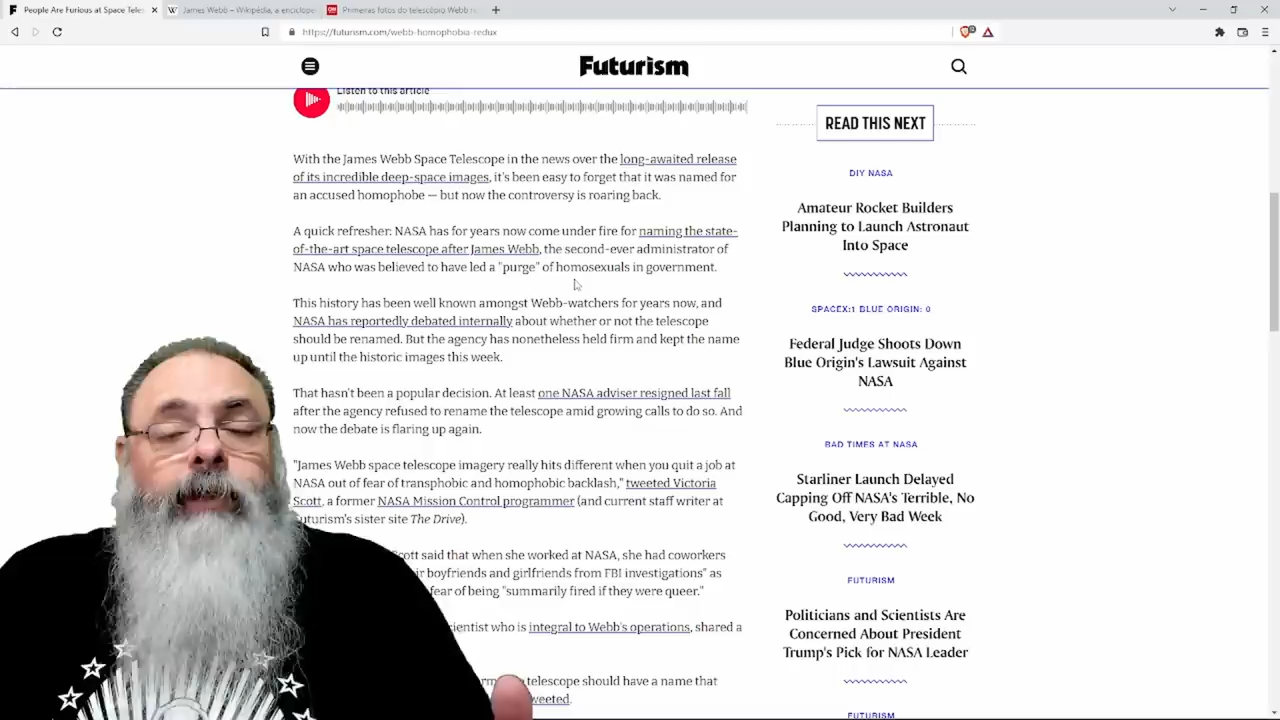 People Are Furious at Space Teles
James Webb – Wikipédia, a encicloper
Primeiras fotos do telescópio Webb n
https://futurism.com/webb-homophobia-redux
Futurism
Listen to this article
With the James Webb Space Telescope in the news over the long-awaited release
of its incredible deep-space images, it's been easy to forget that it was named for
an accused homophobe — but now the controversy is roaring back.
A quick refresher: NASA has for years now come under fire for naming the state-
of-the-art space telescope after James Webb, the second-ever administrator of
NASA who was believed to have led a "purge" of homosexuals in government.
This history has been well known amongst Webb-watchers for years now, and
NASA has reportedly debated internally about whether or not the telescope
should be renamed. But the agency has nonetheless held firm and kept the name
up until the historic images this week.
That hasn't been a popular decision. At least one NASA adviser resigned last fall
after the agency refused to rename the telescope amid growing calls to do so. And
now the debate is flaring up again.
"James Webb space telescope imagery really hits different when you quit a job at
NASA out of fear of transphobic and homophobic backlash," tweeted Victoria
Scott, a former NASA Mission Control programmer (and current staff writer at
Futurism's sister site The Drive).
Scott said that when she worked at NASA, she had coworkers
boyfriends and girlfriends from FBI investigations" as
fear of being "summarily fired if they were queer."
who is integral to Webb's operations, shared a
telescope should have a name that
tweeted.
READ THIS NEXT
DIY NASA
Amateur Rocket Builders
Planning to Launch Astronaut
Into Space
SPACEX:1 BLUE ORIGIN: 0
Federal Judge Shoots Down
Blue Origin's Lawsuit Against
NASA
BAD TIMES AT NASA
Starliner Launch Delayed
Capping Off NASA's Terrible, No
Good, Very Bad Week
FUTURISM
Politicians and Scientists Are
Concerned About President
Trump's Pick for NASA Leader
FUTURISM